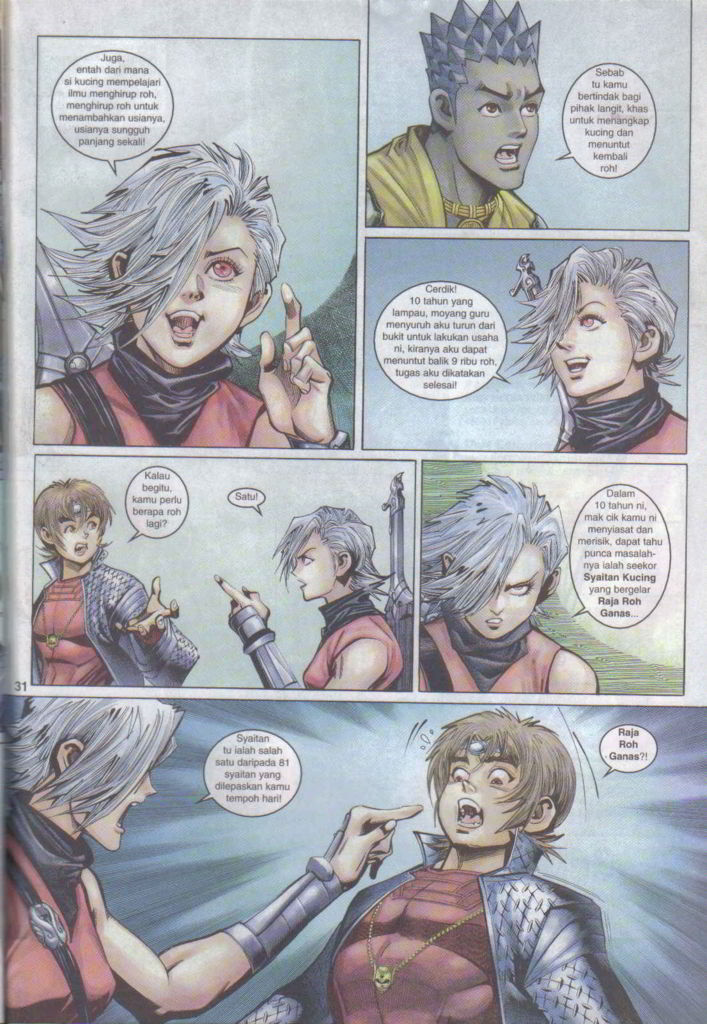 Juga,
entah dari mana
si kucing mempelajari
ilmu menghirup roh,
menghirup roh untuk
menambahkan usianya,
usianya sungguh
panjang sekali!
Sebab
tu kamu
bertindak bagi
pihak langit, khas
untuk menangkap
kucing dan
menuntut
kembali
roh!
Cerdik!
10 tahun yang
lampau, moyang guru
menyuruh aku turun dari
bukit untuk lakukan usaha
ni, kiranya aku dapat
menuntut balik 9 ribu roh,
tugas aku dikatakan
selesai!
Kalau
begitu,
kamu perlu
berapa roh
lagi?
Satu!
Dalam
10 tahun ni,
mak cik kamu ni
menyiasat dan
merisik, dapat tahu
punca masalah-
nya ialah seekor
Syaitan Kucing
yang bergelar
Raja Roh
Ganas...
31
Syaitan
tu ialah salah
satu daripada 81
syaitan yang
dilepaskan kamu
tempoh hari!
Raja
Roh
Ganas?!